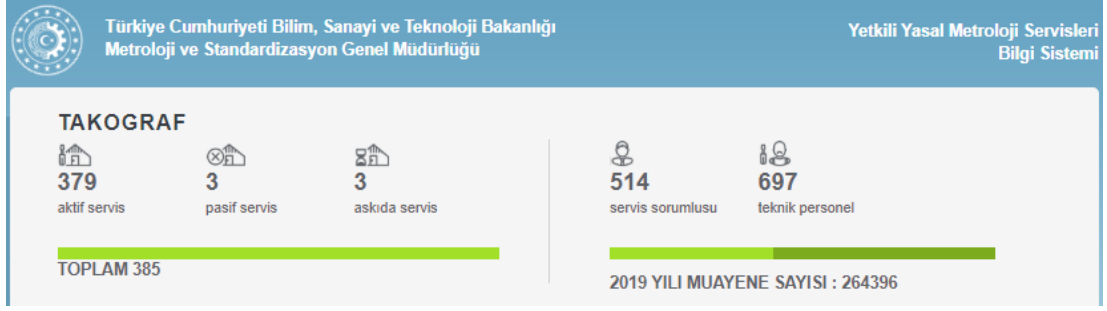 Türkiye Cumhuriyeti Bilim, Sanayi ve Teknoloji Bakanlığı
Metroloji ve Standardizasyon Genel Müdürlüğü
Yetkili Yasal Metroloji Servisleri
Bilgi Sistemi
TAKOGRAF
379
aktif servis
3
pasif servis
3
askıda servis
TOPLAM 385
514
servis sorumlusu
697
teknik personel
2019 YILI MUAYENE SAYISI : 264396